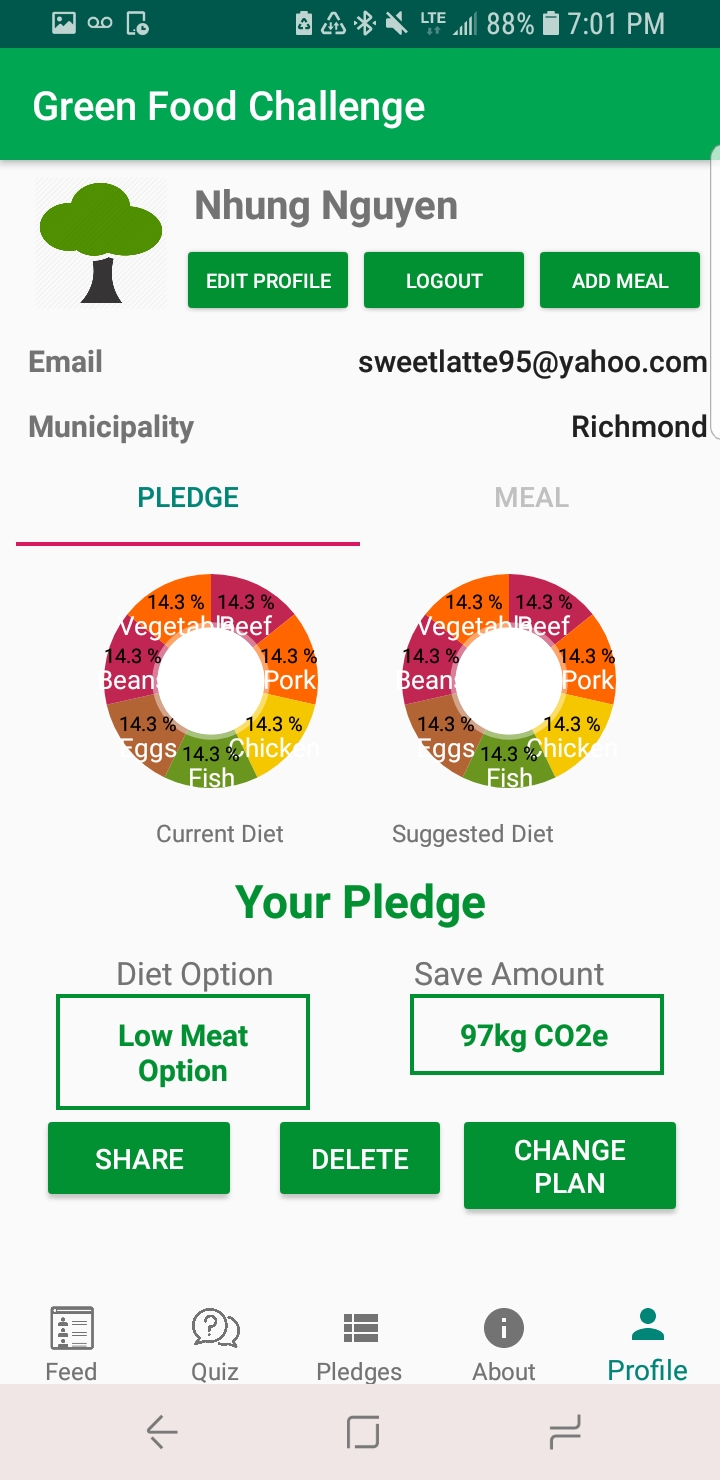 LTE 88% 7:01 PM
Green Food Challenge
Nhung Nguyen
EDIT PROFILE LOGOUT ADD MEAL
Email sweetlatte95@yahoo.com
Municipality Richmond
PLEDGE MEAL
14.3 % 14.3 % 14.3 % 14.3 %
Beef Beef
14.3 % 14.3 % 14.3 % 14.3 %
Beans Pork Beans Pork
14.3 % 14.3 % 14.3 % 14.3 %
Eggs Chicken Eggs Chicken
14.3 % 14.3 %
Fish Fish
Current Diet Suggested Diet
Your Pledge
Diet Option Save Amount
Low Meat
Option
97kg CO2e
SHARE DELETE CHANGE
PLAN
Feed Quiz Pledges About Profile